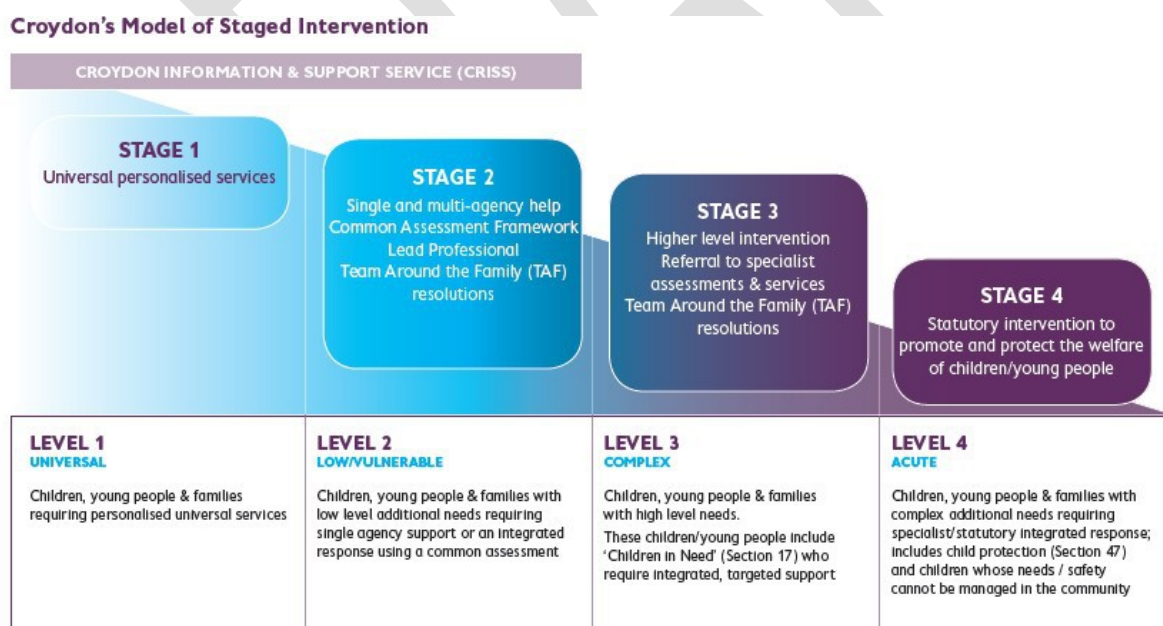 Croydon's Model of Staged Intervention
CROYDON INFORMATION & SUPPORT SERVICE (CRISS)
STAGE 1
Universal personalised services
STAGE 2
Single and multi-agency help
Common Assessment Framework
Lead Professional
Team Around the Family (TAF)
resolutions
STAGE 3
Higher level intervention
Referral to specialist
assessments & services
Team Around the Family (TAF)
resolutions
STAGE 4
Statutory intervention to
promote and protect the welfare
of children/young people
LEVEL 1
UNIVERSAL
Children, young people & families
requiring personalised universal services
LEVEL 2
LOW/VULNERABLE
Children, young people & families with
low level additional needs requiring
single agency support or an integrated
response using a common assessment
LEVEL 3
COMPLEX
Children, young people & families
with high level needs.
These children/young people include
'Children in Need' (Section 17) who
require integrated, targeted support
LEVEL 4
ACUTE
Children, young people & families with
complex additional needs requiring
specialist/statutory integrated response;
includes child protection (Section 47)
and children whose needs / safety
cannot be managed in the community